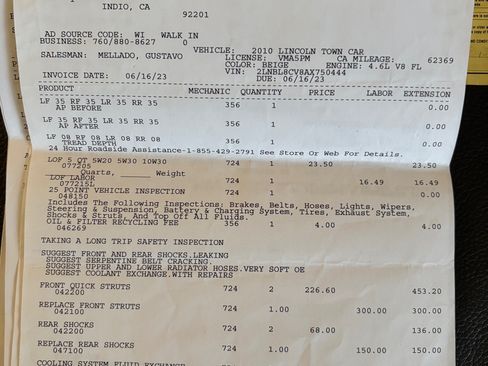 INDIO, CA
92201
AD SOURCE CODE: WI WALK IN
BUSINESS: 760/880-8627 0
VEHICLE: 2010 LINCOLN TOWN CAR
SALESMAN: MELLADO, GUSTAVO LICENSE: VMA5PM CA MILEAGE: 62369
COLOR: BEIGE ENGINE: 4.6L V8 FL
VIN: 2LNBL8CV8AX750444
INVOICE DATE: 06/16/23 DUE: 06/16/23
PRODUCT MECHANIC QUANTITY PRICE LABOR EXTENSION
LF 35 RF 35 LR 35 RR 35 356 1 0.00
AP BEFORE
LF 35 RF 35 LR 35 RR 35 356 1 0.00
AP AFTER
LF 08 RF 08 LR 08 RR 08 356 1 0.00
TREAD DEPTH
24 Hour Roadside Assistance-1-855-429-2791 See Store Or Web For Details.
LOF 5 QT 5W20 5W30 10W30 724 1 23.50 23.50
077205
Quarts, ______ Weight
LOF LABOR 724 1 16.49 16.49
077215L
25 POINT VEHICLE INSPECTION 724 1 0.00
048150
Includes The Following Inspections: Brakes, Belts, Hoses, Lights, Wipers,
Steering & Suspension, Battery & Charging System, Tires, Exhaust System,
Shocks & Struts, And Top Off All Fluids.
OIL & FILTER RECYCLING FEE 356 1 4.00 4.00
046269
TAKING A LONG TRIP SAFETY INSPECTION
SUGGEST FRONT AND REAR SHOCKS.LEAKING
SUGGEST SERPENTINE BELT CRACKING.
SUGGEST UPPER AND LOWER RADIATOR HOSES.VERY SOFT OE
SUGGEST COOLANT EXCHANGE.WITH REPAIRS
FRONT QUICK STRUTS 724 2 226.60 453.20
042200
REPLACE FRONT STRUTS 724 1.00 300.00 300.00
042100
REAR SHOCKS 724 2 68.00 136.00
042200
REPLACE REAR SHOCKS 724 1.00 150.00 150.00
047100
COOLING SYSTEM FLUID EXCHANGE